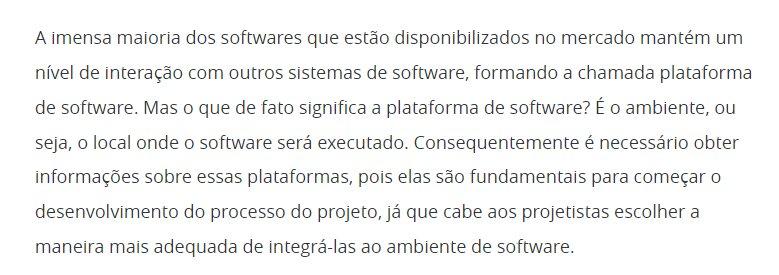 A imensa maioria dos softwares que estão disponibilizados no mercado mantém um
nível de interação com outros sistemas de software, formando a chamada plataforma
de software. Mas o que de fato significa a plataforma de software? É o ambiente, ou
seja, o local onde o software será executado. Consequentemente é necessário obter
informações sobre essas plataformas, pois elas são fundamentais para começar o
desenvolvimento do processo do projeto, já que cabe aos projetistas escolher a
maneira mais adequada de integrá-las ao ambiente de software.